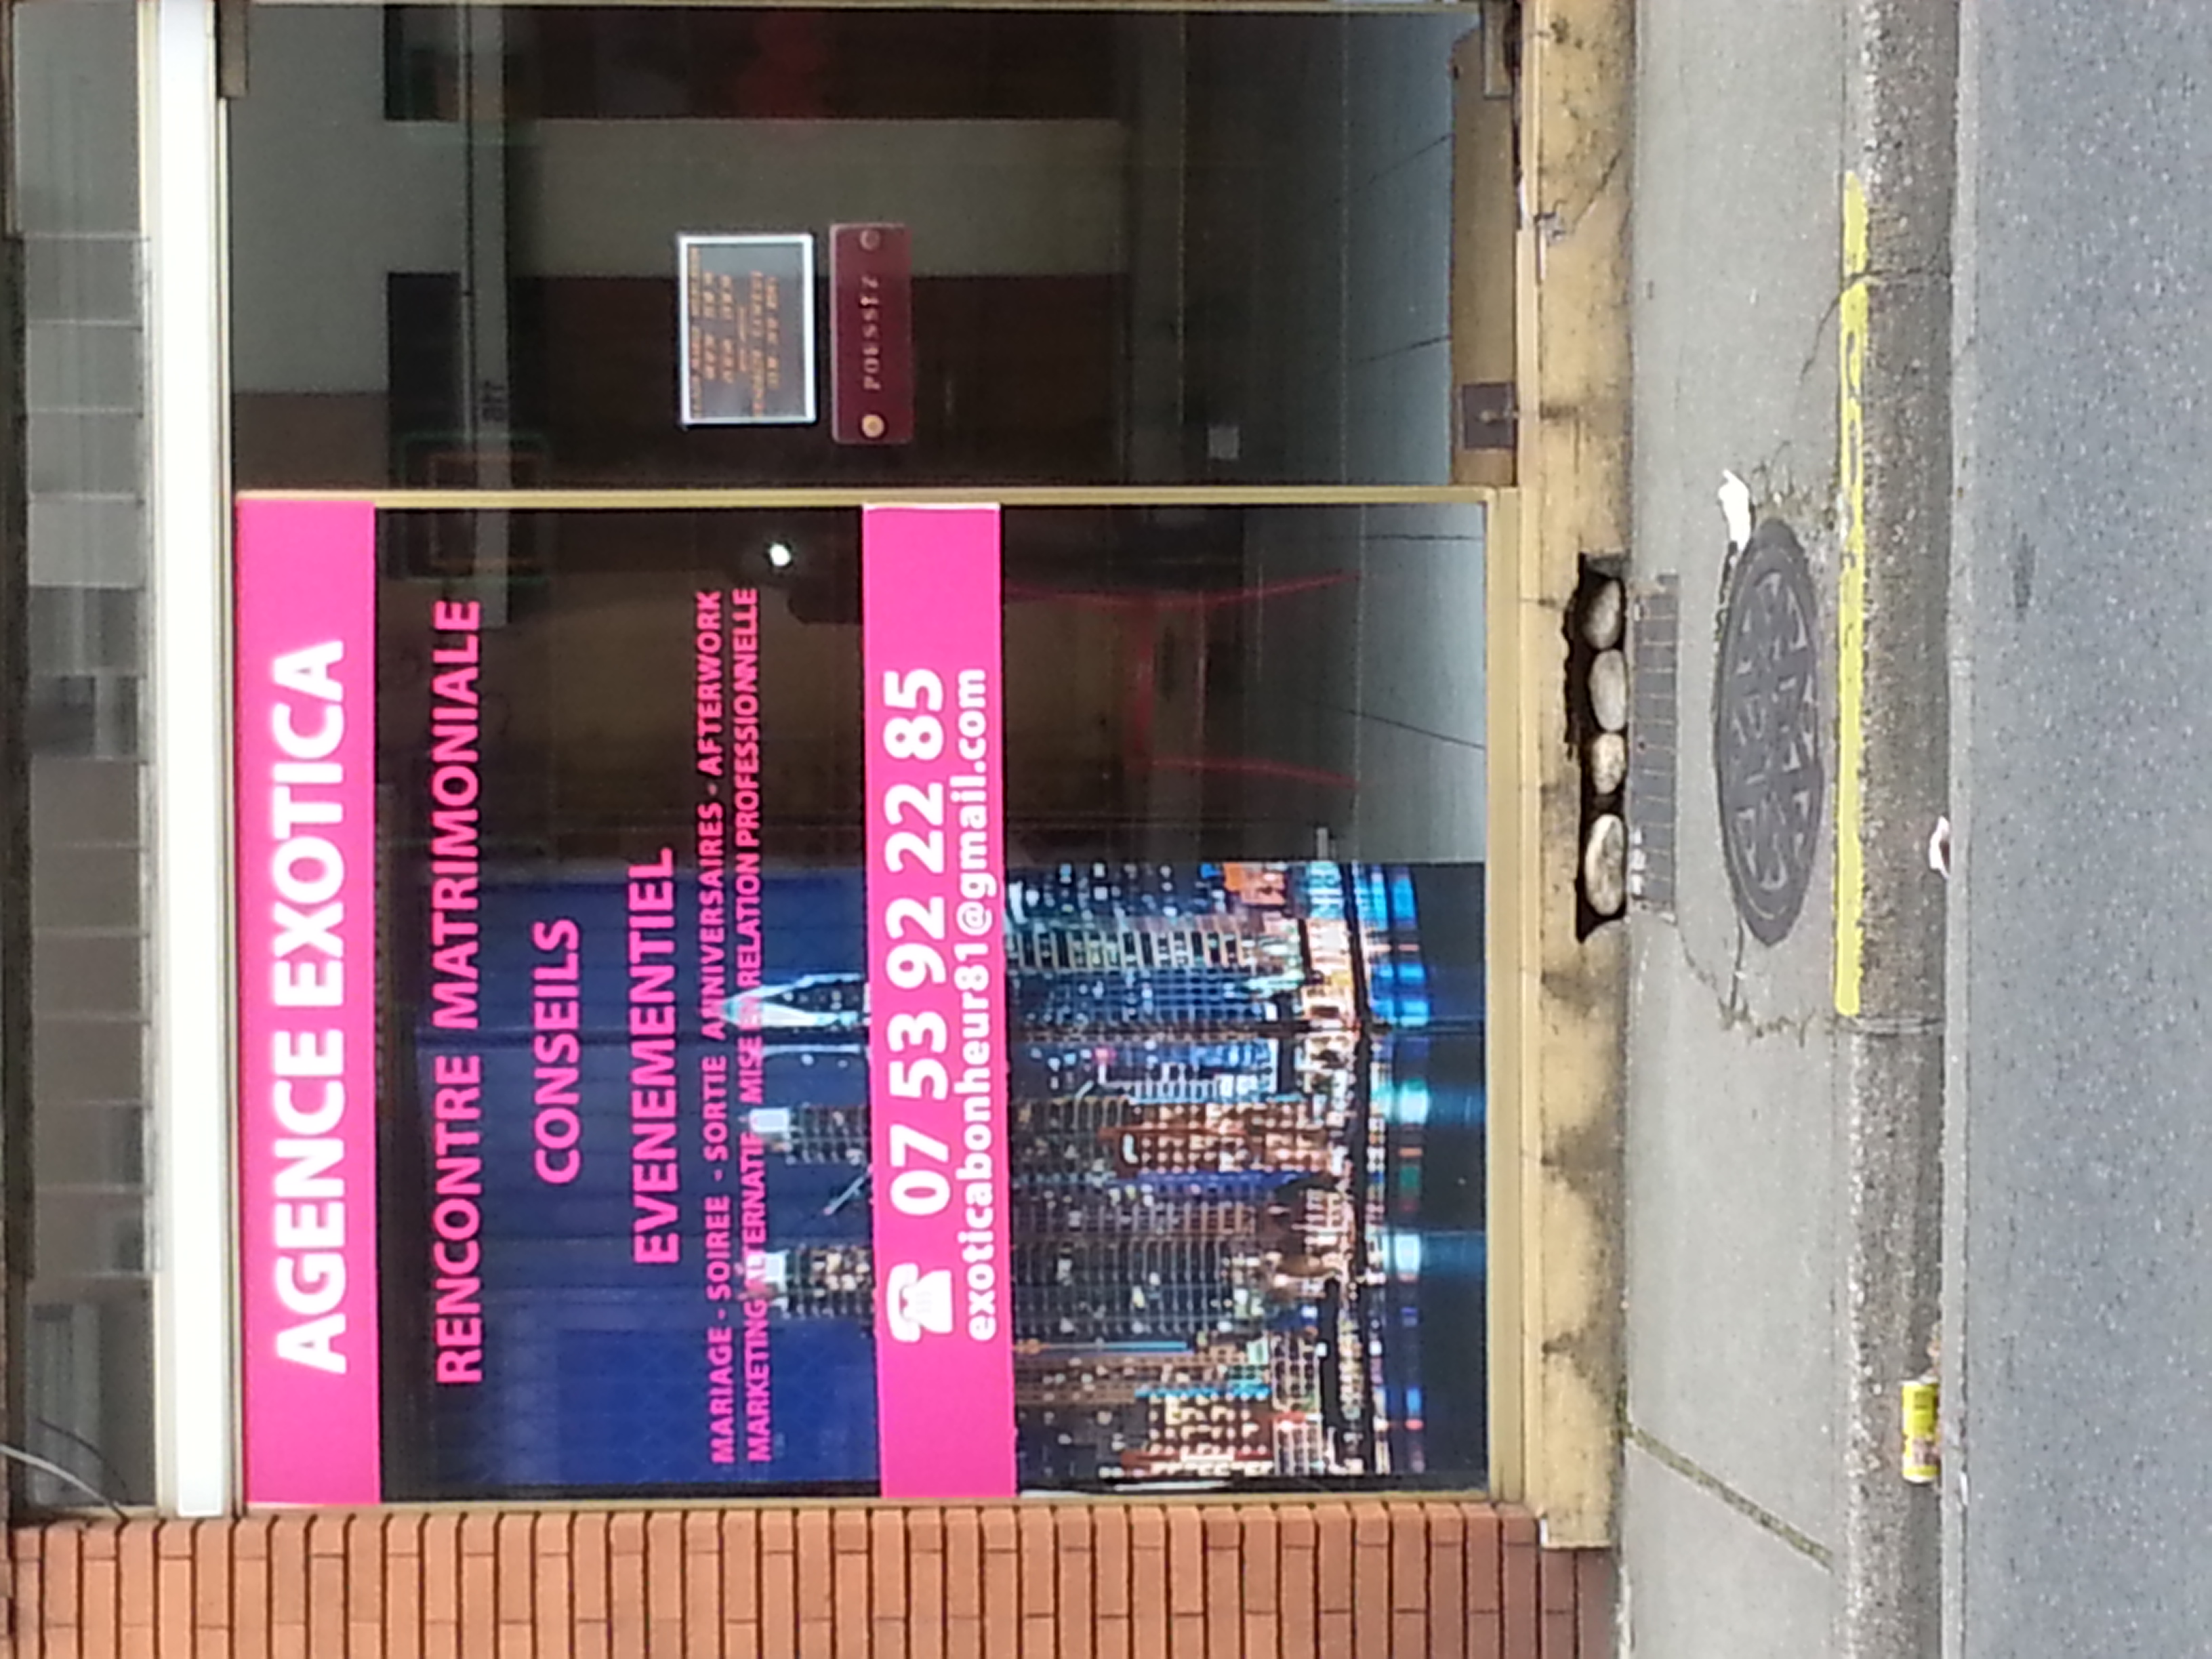 AGENCE EXOTICA
RENCONTRE MATRIMONIALE
CONSEILS
EVENEMENTIEL
MARIAGE - SOIREE - SORTIE ANNIVERSAIRES - AFTERWORK
MARKETING ALTERNATIF - MISE EN RELATION PROFESSIONNELLE
07 53 92 22 85
exoticabonheur81@gmail.com
POUSSEZ